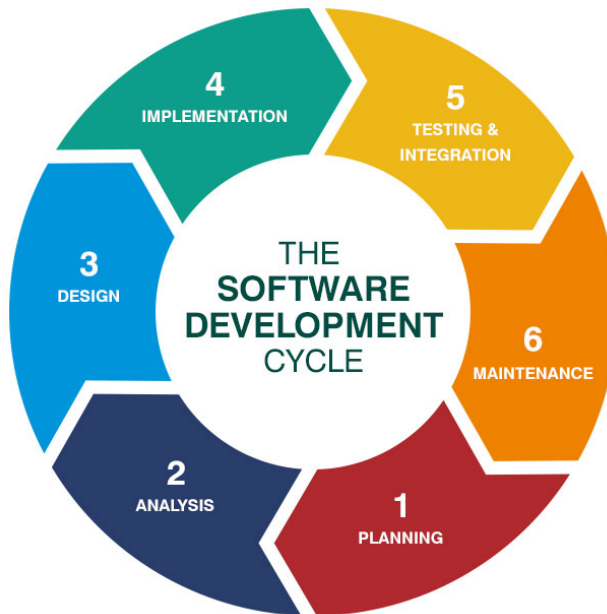 THE
SOFTWARE
DEVELOPMENT
CYCLE
1
PLANNING
2
ANALYSIS
3
DESIGN
4
IMPLEMENTATION
5
TESTING &
INTEGRATION
6
MAINTENANCE